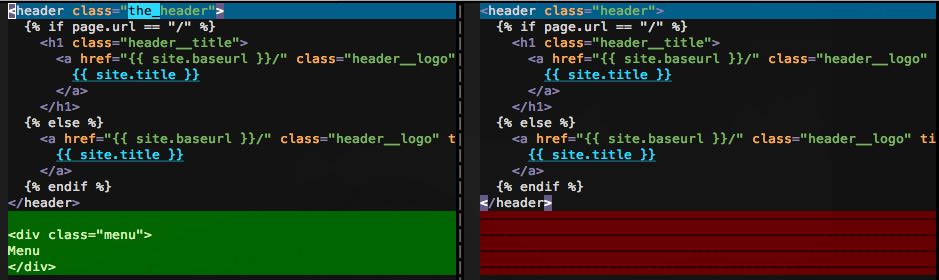 <header class="the_header">
  {% if page.url == "/" %}
    <h1 class="header__title">
      <a href="{{ site.baseurl }}/" class="header__logo"
        {{ site.title }}
      </a>
    </h1>
  {% else %}
    <a href="{{ site.baseurl }}/" class="header__logo" t
      {{ site.title }}
    </a>
  {% endif %}
</header>

<div class="menu">
Menu
</div>

<header class="header">
  {% if page.url == "/" %}
    <h1 class="header__title">
      <a href="{{ site.baseurl }}/" class="header__logo"
        {{ site.title }}
      </a>
    </h1>
  {% else %}
    <a href="{{ site.baseurl }}/" class="header__logo" ti
      {{ site.title }}
    </a>
  {% endif %}
</header>